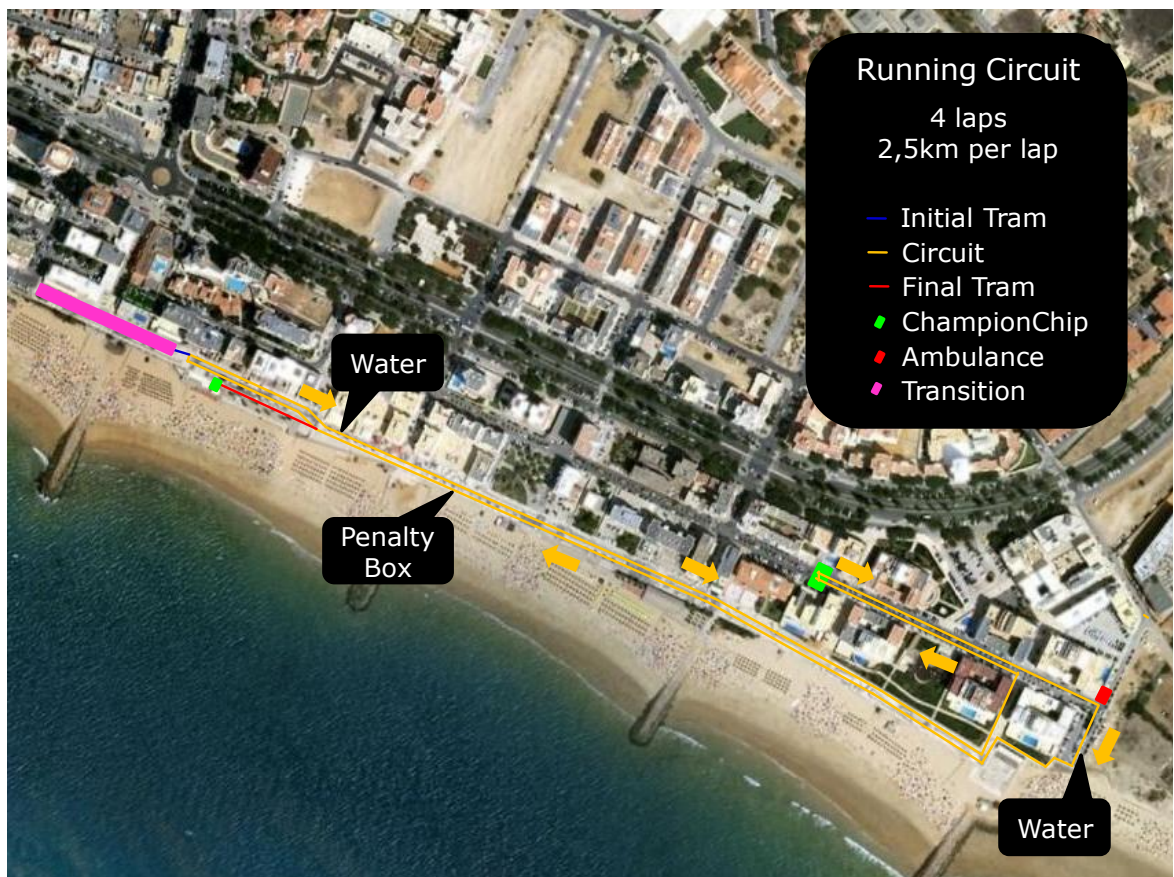 Running Circuit
4 laps
2,5km per lap
Initial Tram
Circuit
Final Tram
ChampionChip
Ambulance
Transition
Water
Penalty
Box
Water